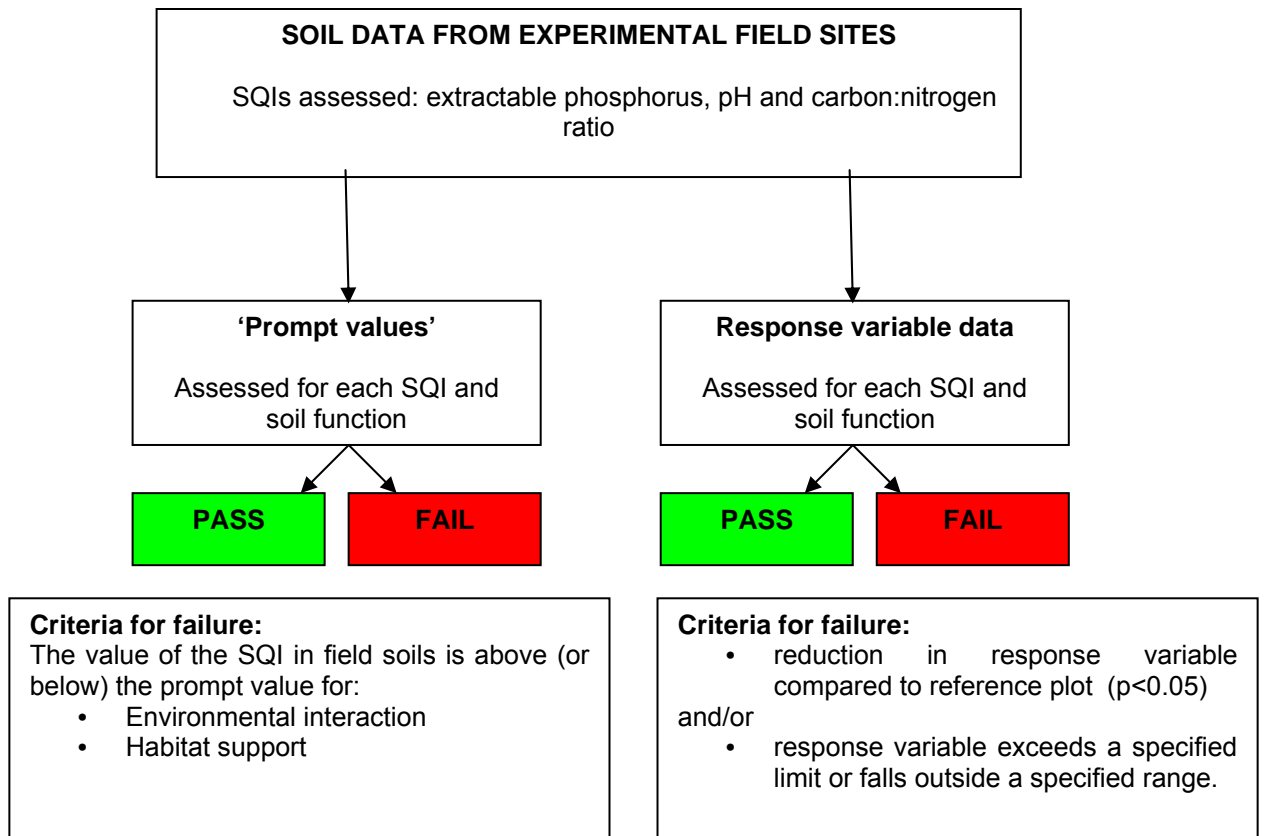 SOIL DATA FROM EXPERIMENTAL FIELD SITES
SQIs assessed: extractable phosphorus, pH and carbon:nitrogen
ratio
‘Prompt values’
Assessed for each SQI and
soil function
Response variable data
Assessed for each SQI and
soil function
PASS
FAIL
PASS
FAIL
Criteria for failure:
The value of the SQI in field soils is above (or
below) the prompt value for:
• Environmental interaction
• Habitat support
Criteria for failure:
• reduction in response variable
compared to reference plot (p<0.05)
and/or
• response variable exceeds a specified
limit or falls outside a specified range.